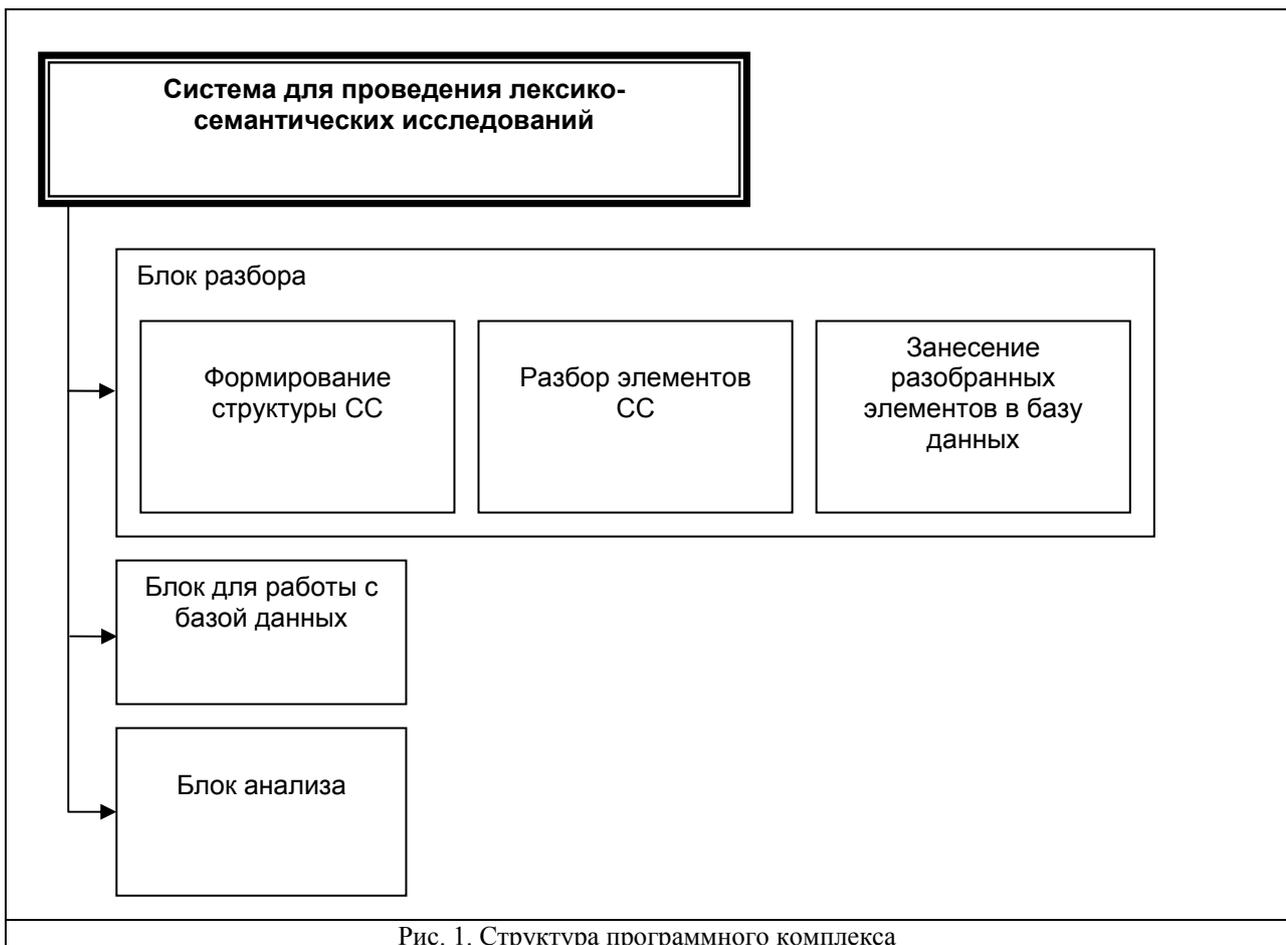 Система для проведения лексико-
семантических исследований
Блок разбора
Формирование
структуры СС
Разбор элементов
СС
Занесение
разобранных
элементов в базу
данных
Блок для работы с
базой данных
Блок анализа
Рис. 1. Структура программного комплекса